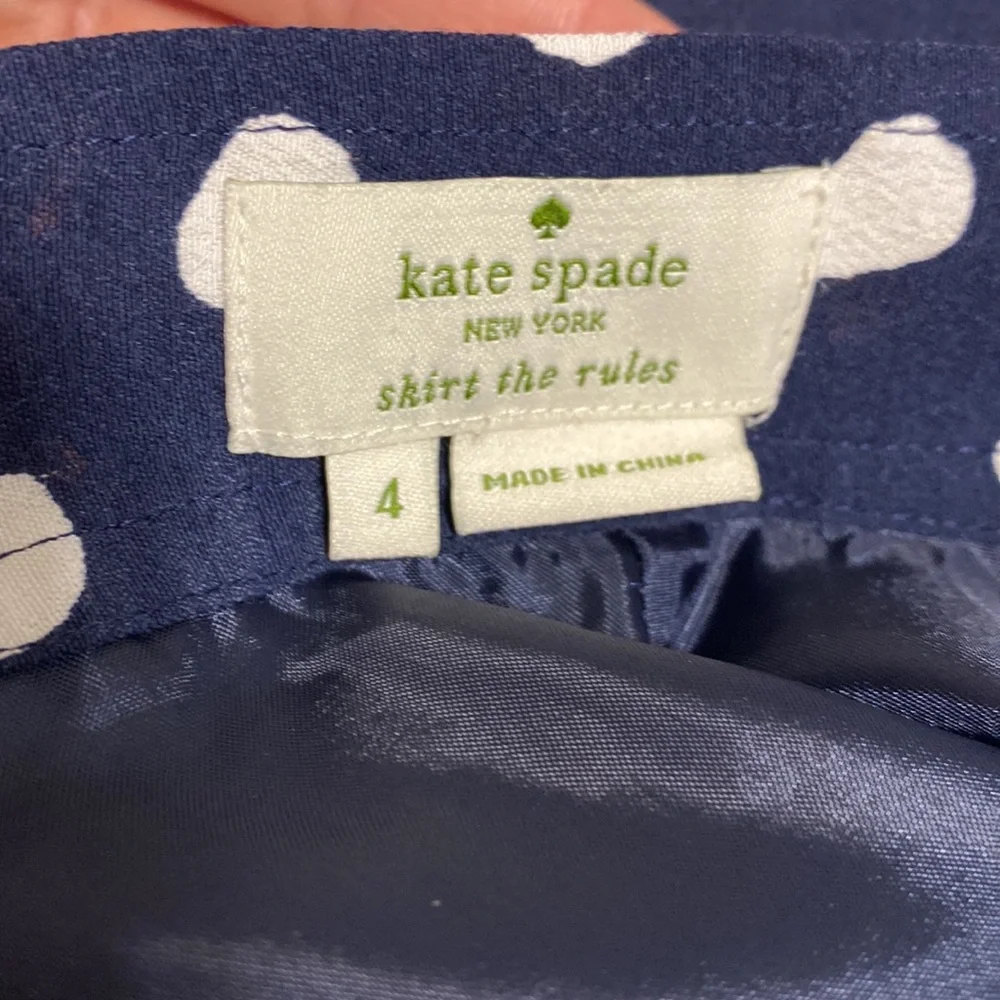 kate spade
NEW YORK
skirt the rules
4
MADE IN CHINA